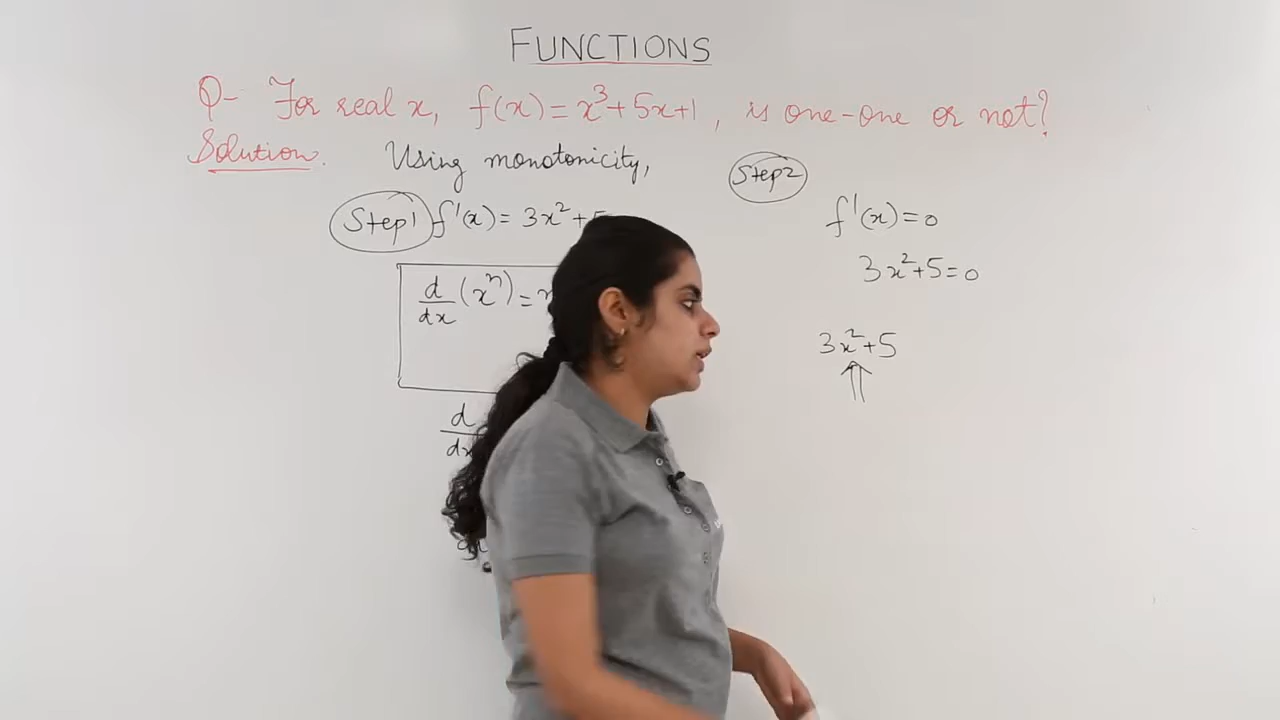 FUNCTIONS
Q- For real x, f(x) = x³ + 5x + 1, is one-one or not?
Solution. Using monotonicity,
Step1 f'(x) = 3x² +
d/dx (xⁿ) =
d/dx
Step2
f'(x) = 0
3x² + 5 = 0
3x² + 5